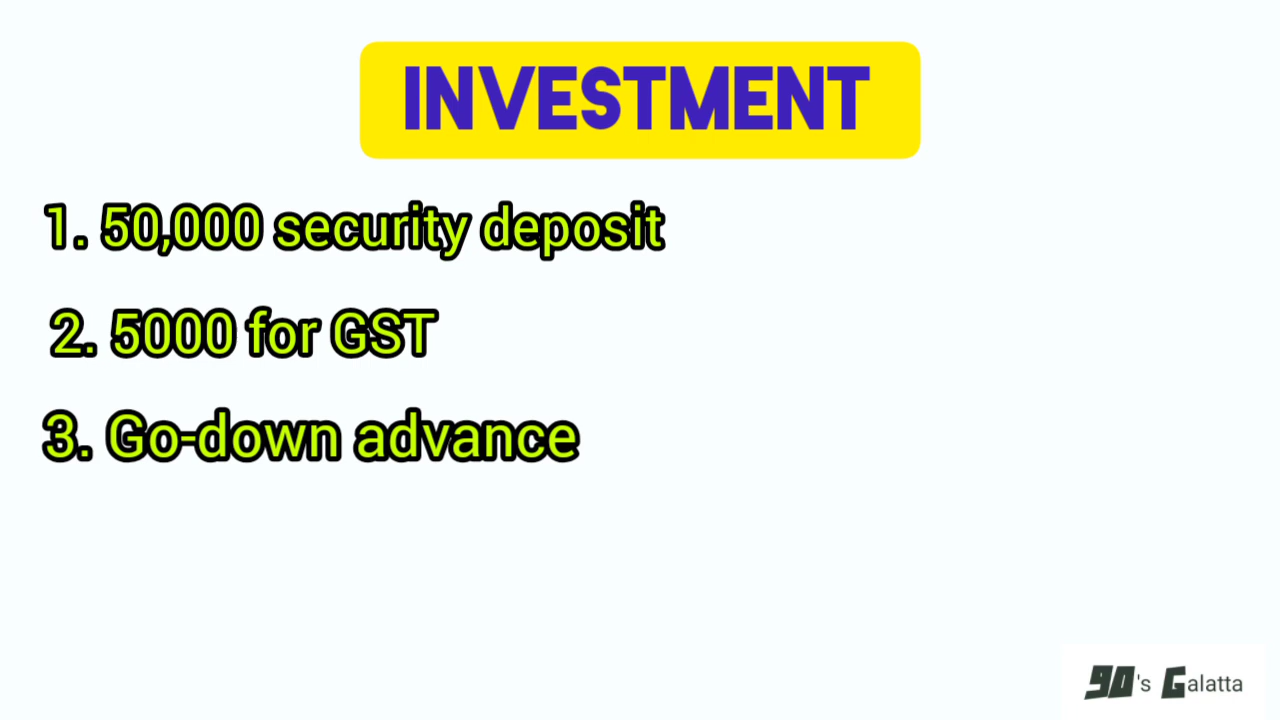 INVESTMENT
1. 50,000 security deposit
2. 5000 for GST
3. Go-down advance
90's Galatta